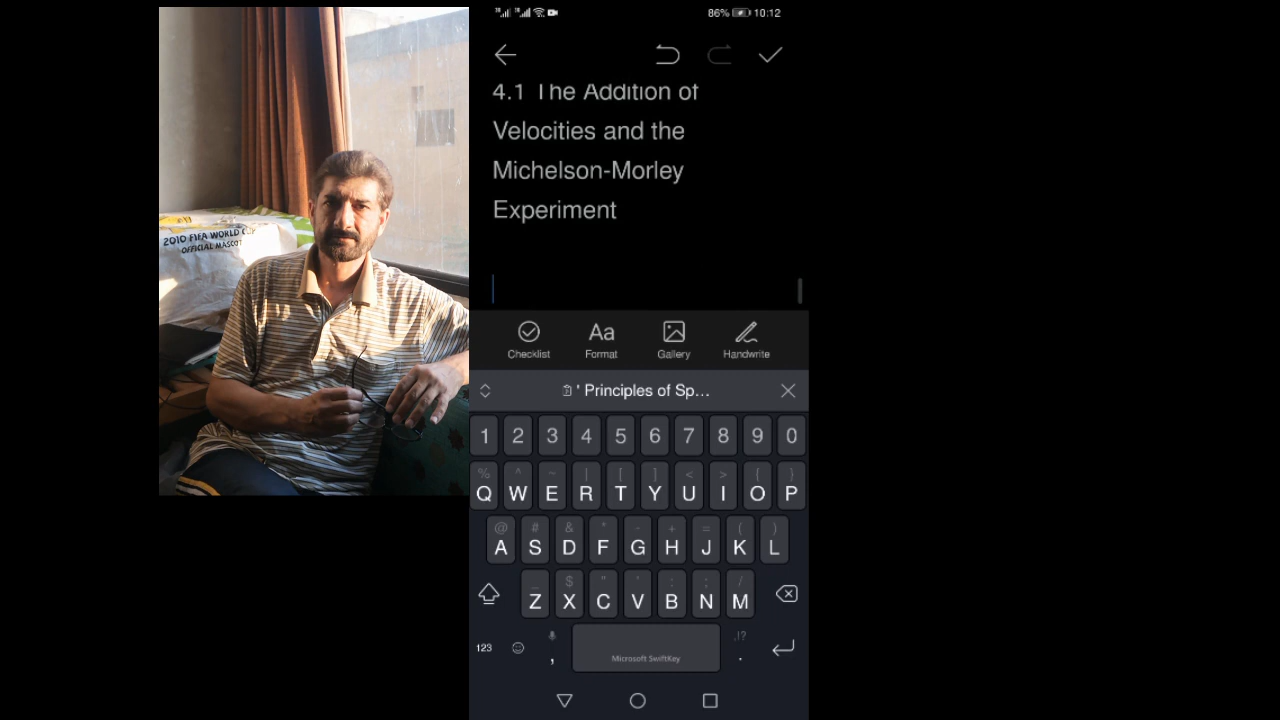 86% 10:12
4.1 The Addition of
Velocities and the
Michelson-Morley
Experiment
2010 FIFA WORLD CUP
OFFICIAL MASCOT
Checklist Format Gallery Handwrite
Aa
' Principles of Sp...
1 2 3 4 5 6 7 8 9 0
% ^ ~ | [ ] < > { }
Q W E R T Y U I O P
@ # & * - + = ( )
A S D F G H J K L
_ $ " ' : ; /
Z X C V B N M
123 , Microsoft SwiftKey ,!? .